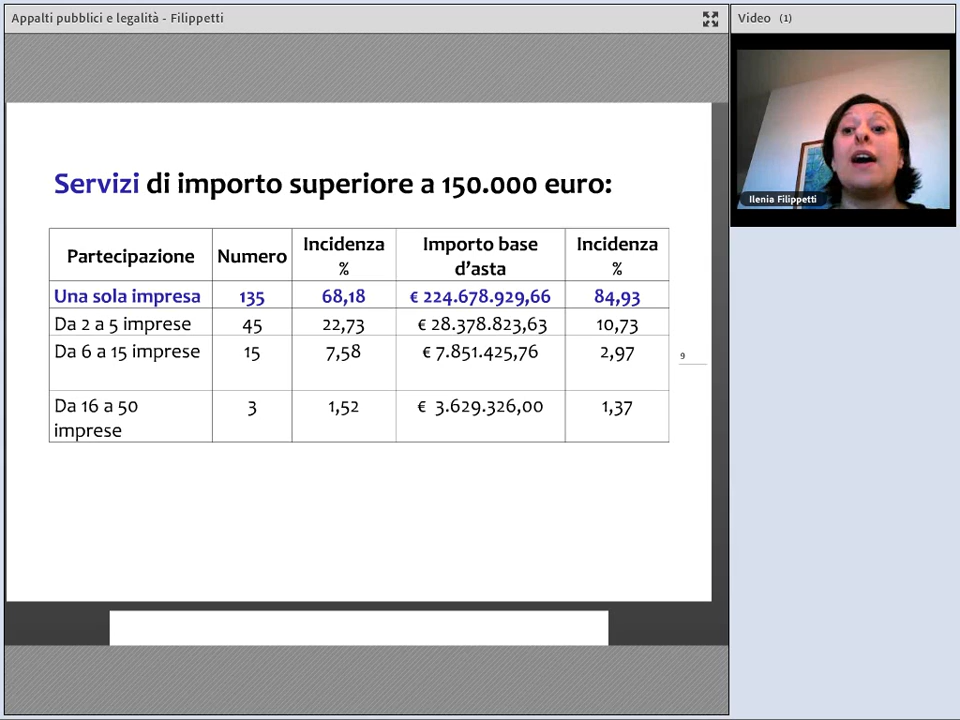 Appalti pubblici e legalità - Filippetti
Video (1)
Ilenia Filippetti
Servizi di importo superiore a 150.000 euro:
Partecipazione Numero Incidenza % Importo base d’asta Incidenza %
Una sola impresa 135 68,18 € 224.678.929,66 84,93
Da 2 a 5 imprese 45 22,73 € 28.378.823,63 10,73
Da 6 a 15 imprese 15 7,58 € 7.851.425,76 2,97
Da 16 a 50 imprese 3 1,52 € 3.629.326,00 1,37
9